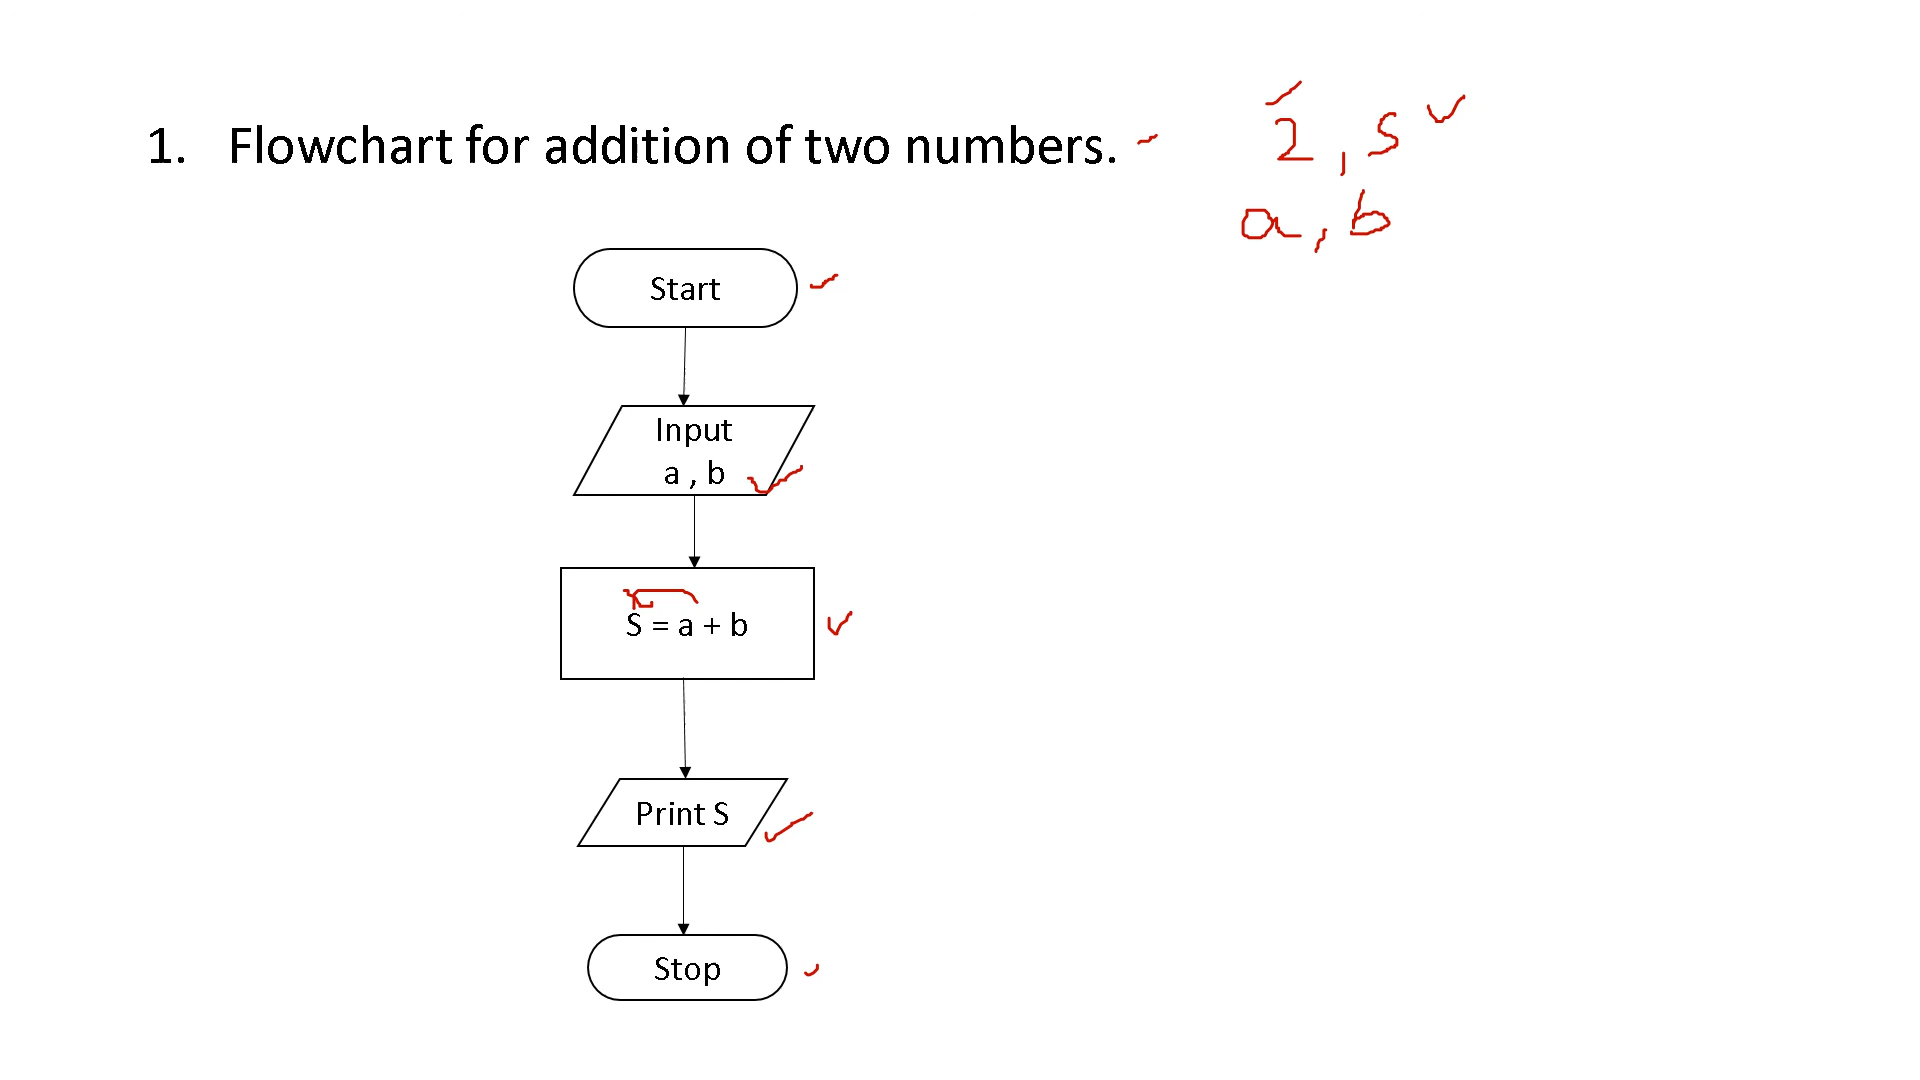 1. Flowchart for addition of two numbers.
2, 5
a, b
Start
Input
a , b
S = a + b
Print S
Stop